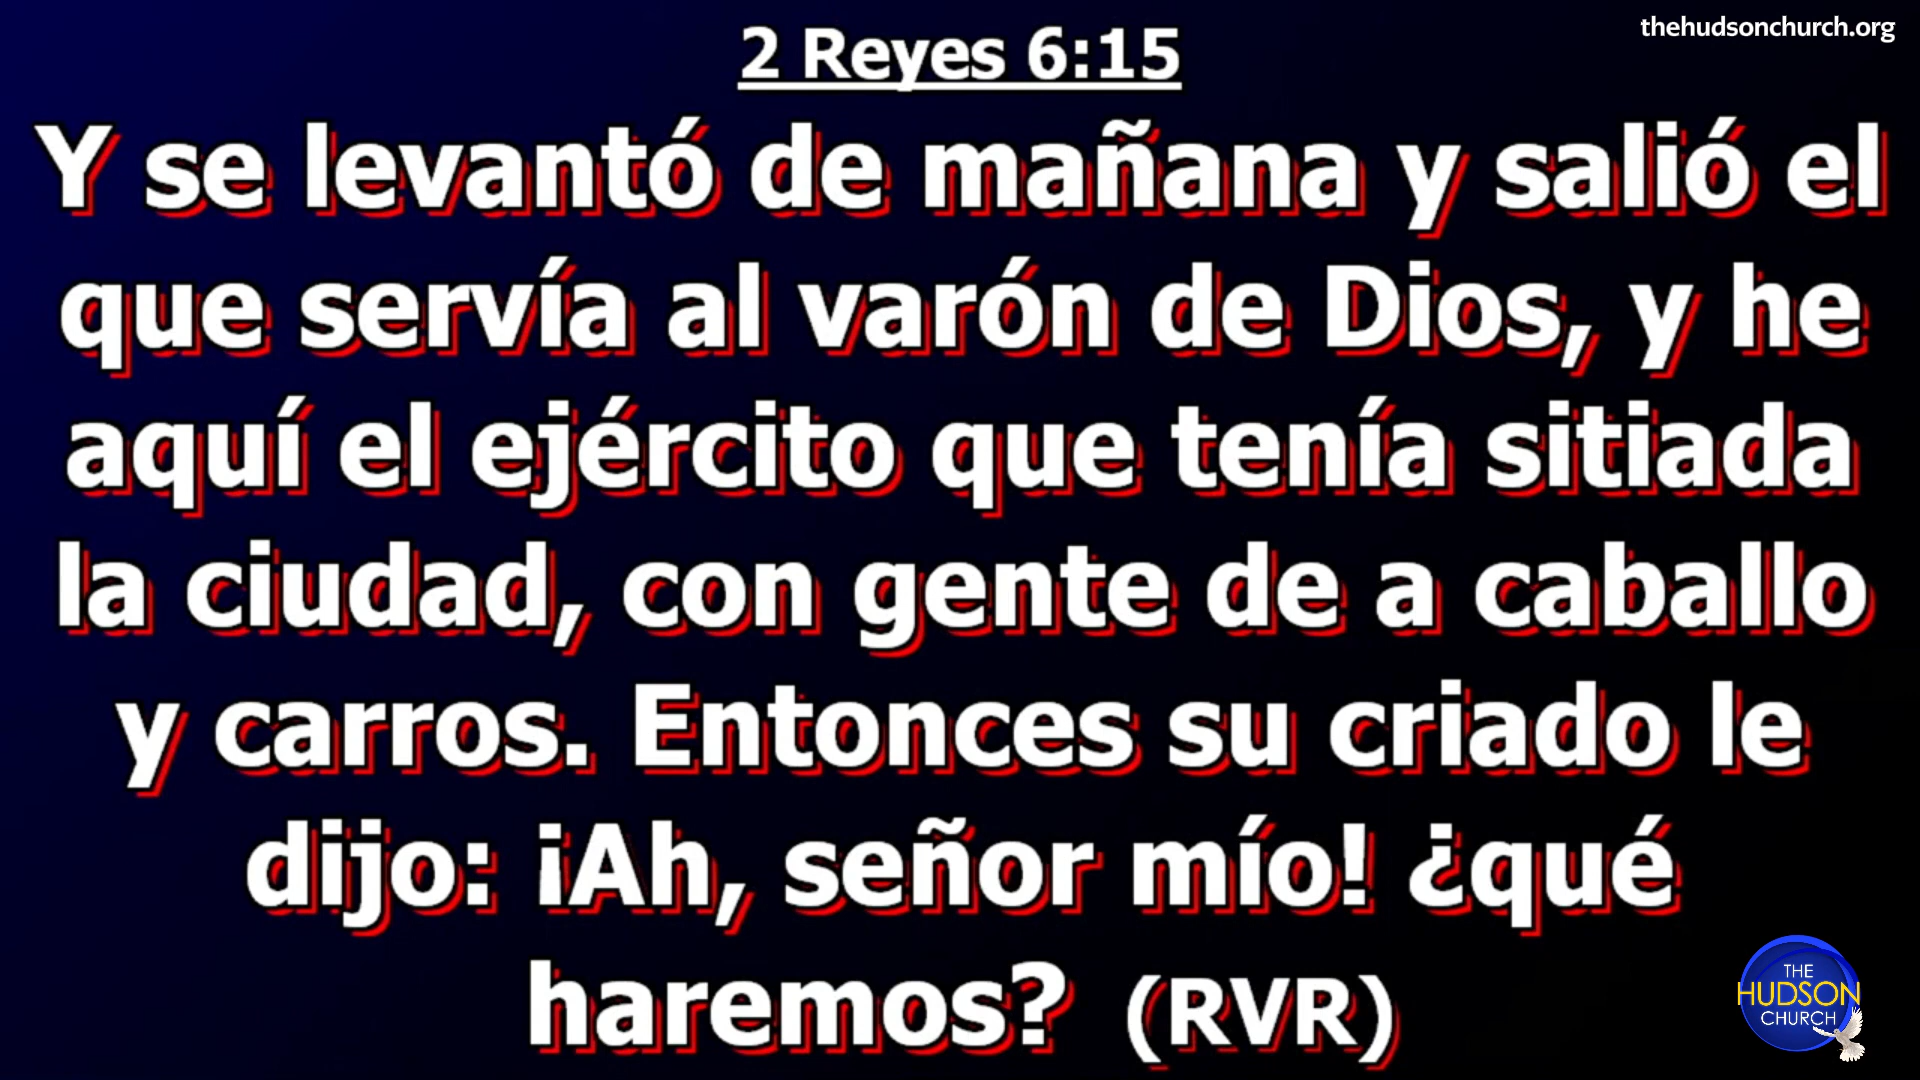 2 Reyes 6:15
thehudsonchurch.org
Y se levantó de mañana y salió el
que servía al varón de Dios, y he
aquí el ejército que tenía sitiada
la ciudad, con gente de a caballo
y carros. Entonces su criado le
dijo: ¡Ah, señor mío! ¿qué
haremos? (RVR)
THE
HUDSON
CHURCH